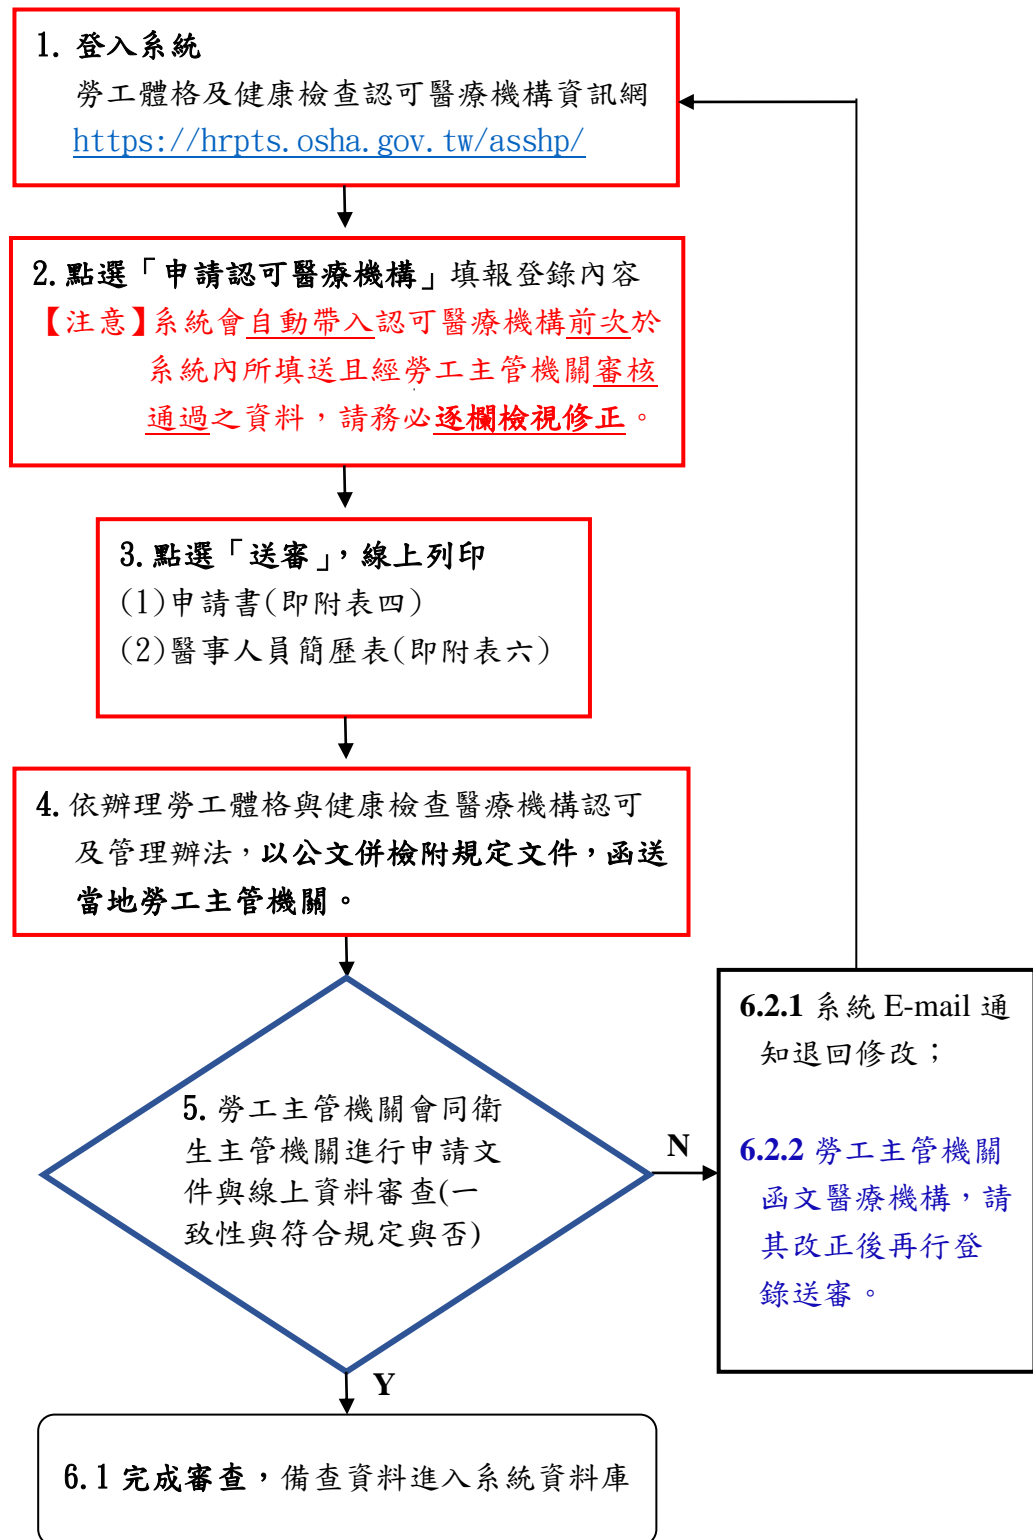 1. 登入系統
勞工體格及健康檢查認可醫療機構資訊網
https://hrpts.osha.gov.tw/asshp/
2.點選「申請認可醫療機構」填報登錄內容
【注意】系統會自動帶入認可醫療機構前次於
系統內所填送且經勞工主管機關審核
通過之資料，請務必逐欄檢視修正。
3.點選「送審」，線上列印
(1)申請書(即附表四)
(2)醫事人員簡歷表(即附表六)
4.依辦理勞工體格與健康檢查醫療機構認可
及管理辦法，以公文併檢附規定文件，函送
當地勞工主管機關。
5.勞工主管機關會同衛
生主管機關進行申請文
件與線上資料審查(一
致性與符合規定與否)
N
6.2.1 系統 E-mail 通
知退回修改；
6.2.2 勞工主管機關
函文醫療機構，請
其改正後再行登
錄送審。
Y
6.1 完成審查，備查資料進入系統資料庫